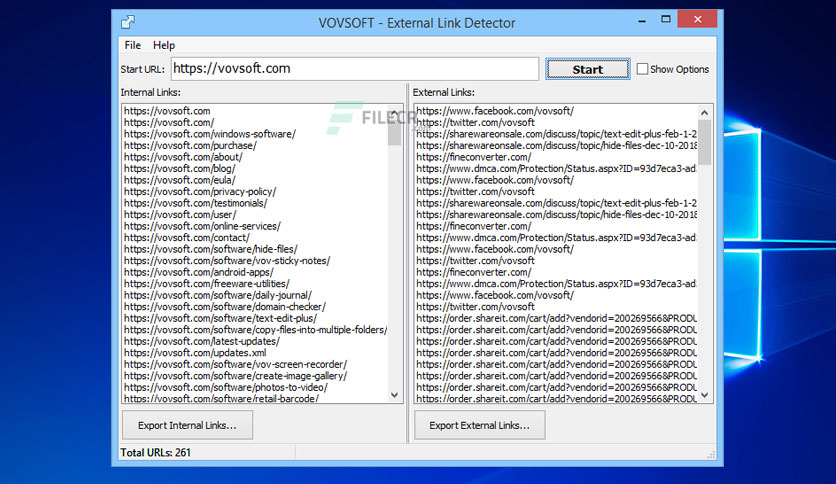 VOVSOFT - External Link Detector
File Help
Start URL: https://vovsoft.com Start Show Options
Internal Links:
https://vovsoft.com
https://vovsoft.com/
https://vovsoft.com/windows-software/
https://vovsoft.com/purchase/
https://vovsoft.com/about/
https://vovsoft.com/blog/
https://vovsoft.com/eula/
https://vovsoft.com/privacy-policy/
https://vovsoft.com/testimonials/
https://vovsoft.com/user/
https://vovsoft.com/online-services/
https://vovsoft.com/contact/
https://vovsoft.com/software/hide-files/
https://vovsoft.com/software/vov-sticky-notes/
https://vovsoft.com/android-apps/
https://vovsoft.com/freeware-utilities/
https://vovsoft.com/software/daily-journal/
https://vovsoft.com/software/domain-checker/
https://vovsoft.com/software/text-edit-plus/
https://vovsoft.com/software/copy-files-into-multiple-folders/
https://vovsoft.com/latest-updates/
https://vovsoft.com/updates.xml
https://vovsoft.com/software/vov-screen-recorder/
https://vovsoft.com/software/create-image-gallery/
https://vovsoft.com/software/photos-to-video/
https://vovsoft.com/software/retail-barcode/
Export Internal Links...
External Links:
https://www.facebook.com/vovsoft/
https://twitter.com/vovsoft
https://sharewareonsale.com/discuss/topic/text-edit-plus-feb-1-2
https://sharewareonsale.com/discuss/topic/hide-files-dec-10-2018
https://fineconverter.com/
https://www.dmca.com/Protection/Status.aspx?ID=93d7eca3-ad
https://www.facebook.com/vovsoft/
https://twitter.com/vovsoft
https://sharewareonsale.com/discuss/topic/text-edit-plus-feb-1-2
https://sharewareonsale.com/discuss/topic/hide-files-dec-10-2018
https://fineconverter.com/
https://www.dmca.com/Protection/Status.aspx?ID=93d7eca3-ad
https://www.facebook.com/vovsoft/
https://twitter.com/vovsoft
https://fineconverter.com/
https://www.dmca.com/Protection/Status.aspx?ID=93d7eca3-ad
https://www.facebook.com/vovsoft/
https://twitter.com/vovsoft
https://order.shareit.com/cart/add?vendorid=200269566&PRODU
https://order.shareit.com/cart/add?vendorid=200269566&PRODU
https://order.shareit.com/cart/add?vendorid=200269566&PRODU
https://order.shareit.com/cart/add?vendorid=200269566&PRODU
https://order.shareit.com/cart/add?vendorid=200269566&PRODU
https://order.shareit.com/cart/add?vendorid=200269566&PRODU
https://order.shareit.com/cart/add?vendorid=200269566&PRODU
https://order.shareit.com/cart/add?vendorid=200269566&PRODU
Export External Links...
FILECR
.com
Total URLs: 261